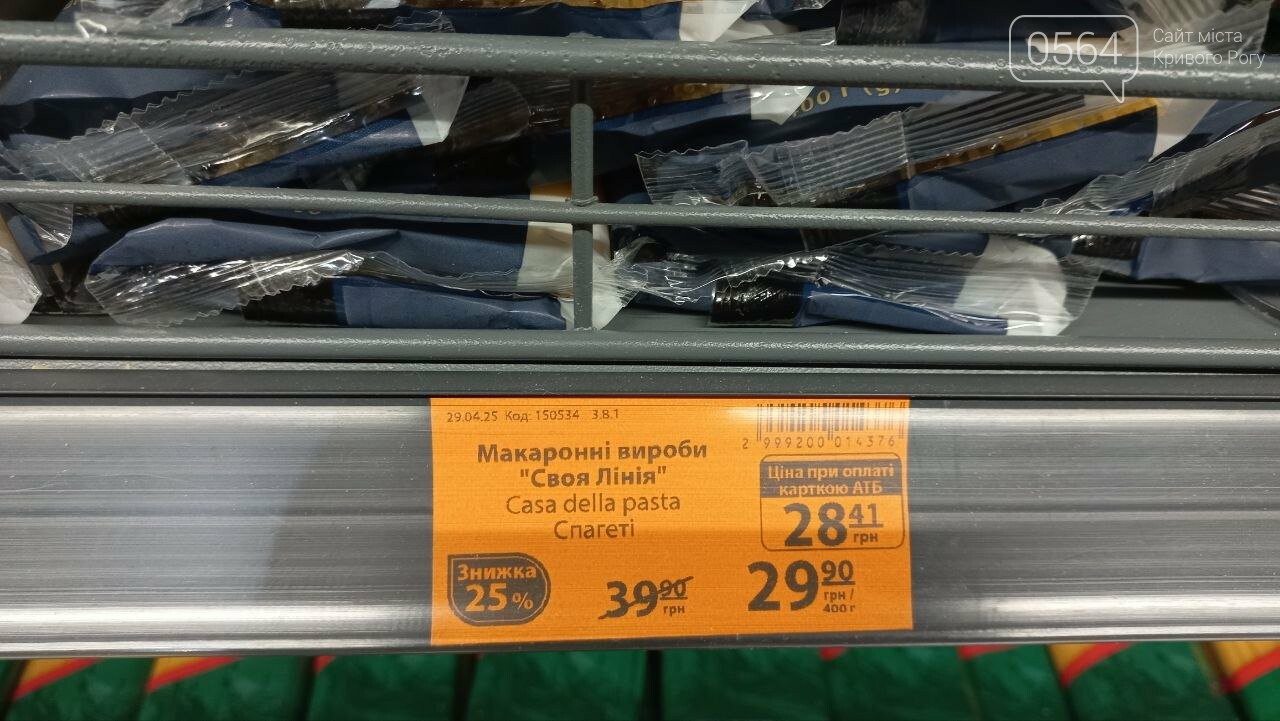 0564
Сайт міста
Кривого Рогу
00 г (g)
29.04.25 Код: 150534 3.8.1
2 999200 014376
Макаронні вироби
"Своя Лінія"
Casa della pasta
Спагеті
Ціна при оплаті
карткою АТБ
28 41
грн
Знижка
25%
39 90
грн
29 90
грн /
400 г